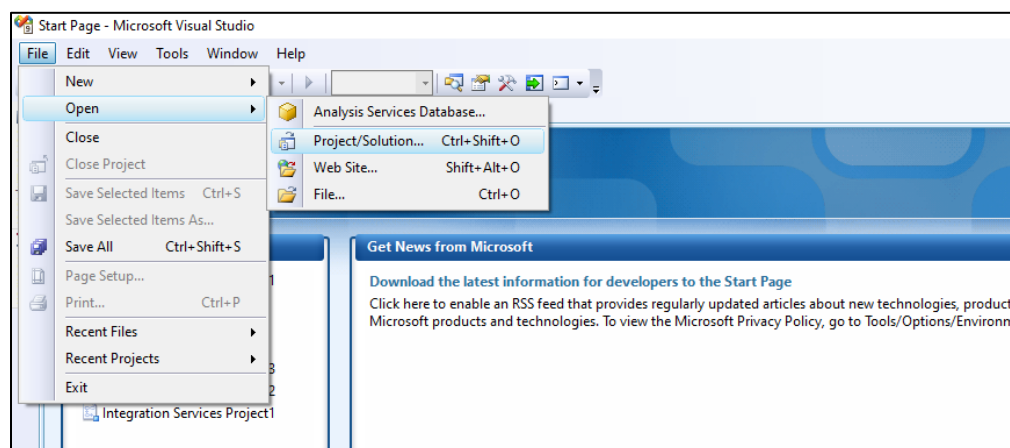 Start Page - Microsoft Visual Studio
File Edit View Tools Window Help
New
Open
Analysis Services Database...
Close
Project/Solution... Ctrl+Shift+O
Close Project
Web Site... Shift+Alt+O
Save Selected Items Ctrl+S
File... Ctrl+O
Save Selected Items As...
Save All Ctrl+Shift+S
Get News from Microsoft
Page Setup...
1
Download the latest information for developers to the Start Page
Print... Ctrl+P
Click here to enable an RSS feed that provides regularly updated articles about new technologies, product
Microsoft products and technologies. To view the Microsoft Privacy Policy, go to Tools/Options/Environm
Recent Files
Recent Projects
3
Exit
2
Integration Services Project1